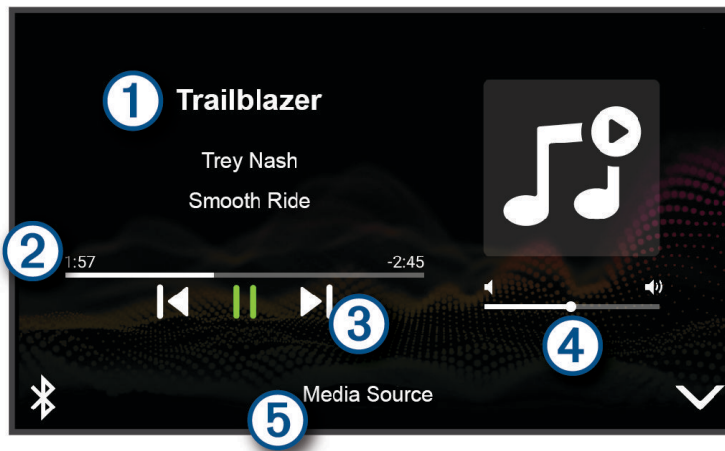 1
Trailblazer
Trey Nash
Smooth Ride
2
1:57
-2:45
3
4
5
Media Source